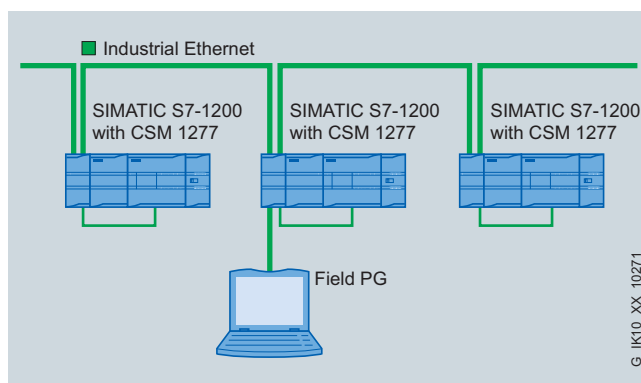 Industrial Ethernet
SIMATIC S7-1200
with CSM 1277
SIMATIC S7-1200
with CSM 1277
SIMATIC S7-1200
with CSM 1277
Field PG
G_IK10_XX_10271